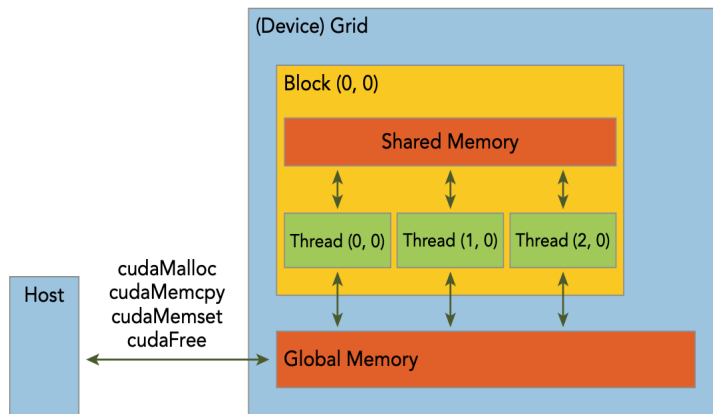 (Device) Grid
Block (0, 0)
Shared Memory
Thread (0, 0) Thread (1, 0) Thread (2, 0)
cudaMalloc
cudaMemcpy
cudaMemset
cudaFree
Host
Global Memory